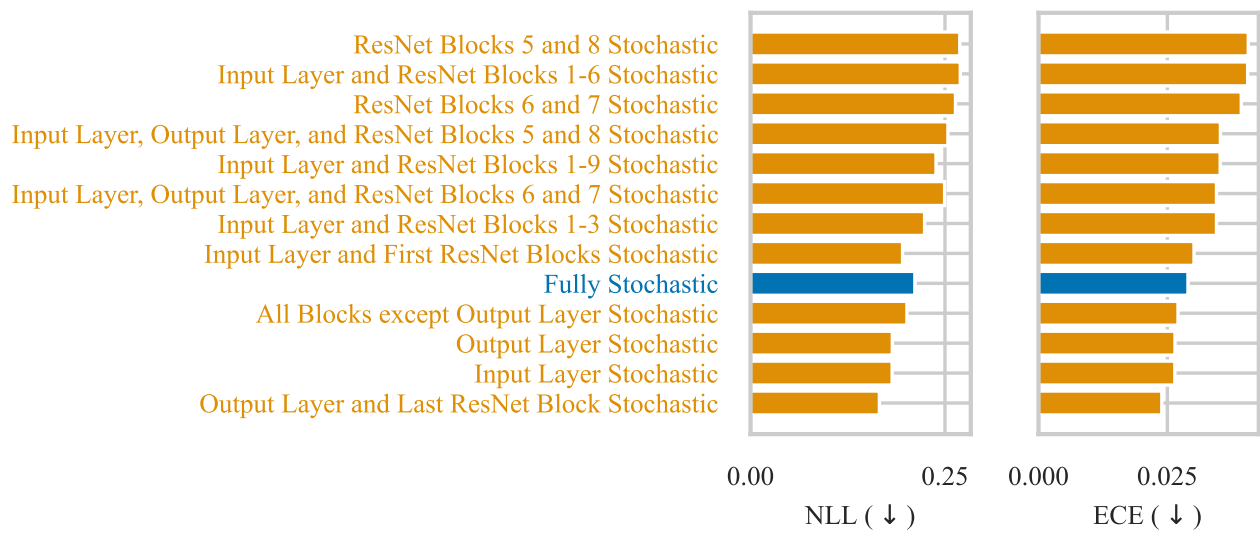 ResNet Blocks 5 and 8 Stochastic
Input Layer and ResNet Blocks 1-6 Stochastic
ResNet Blocks 6 and 7 Stochastic
Input Layer, Output Layer, and ResNet Blocks 5 and 8 Stochastic
Input Layer and ResNet Blocks 1-9 Stochastic
Input Layer, Output Layer, and ResNet Blocks 6 and 7 Stochastic
Input Layer and ResNet Blocks 1-3 Stochastic
Input Layer and First ResNet Blocks Stochastic
Fully Stochastic
All Blocks except Output Layer Stochastic
Output Layer Stochastic
Input Layer Stochastic
Output Layer and Last ResNet Block Stochastic
0.00 0.25 0.000 0.025
NLL ( ↓ ) ECE ( ↓ )